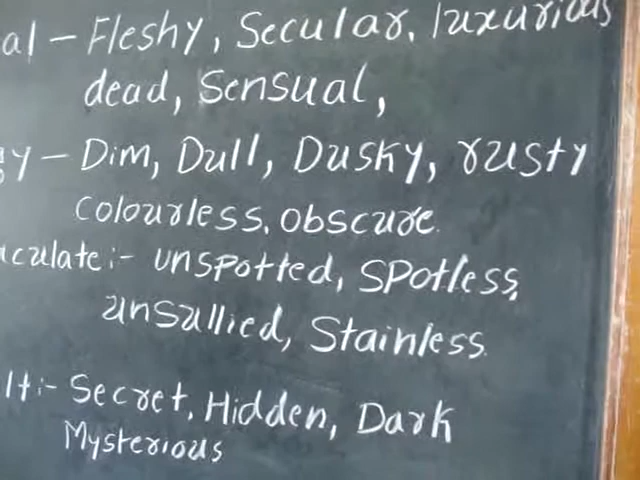 al - Fleshy, Secular, luxurious
dead, Sensual,
gy - Dim, Dull, Dusky, rusty
Colourless, obscure.
aculate:- unspotted, spotless,
unsullied, Stainless.
lt:- Secret, Hidden, Dark
Mysterious